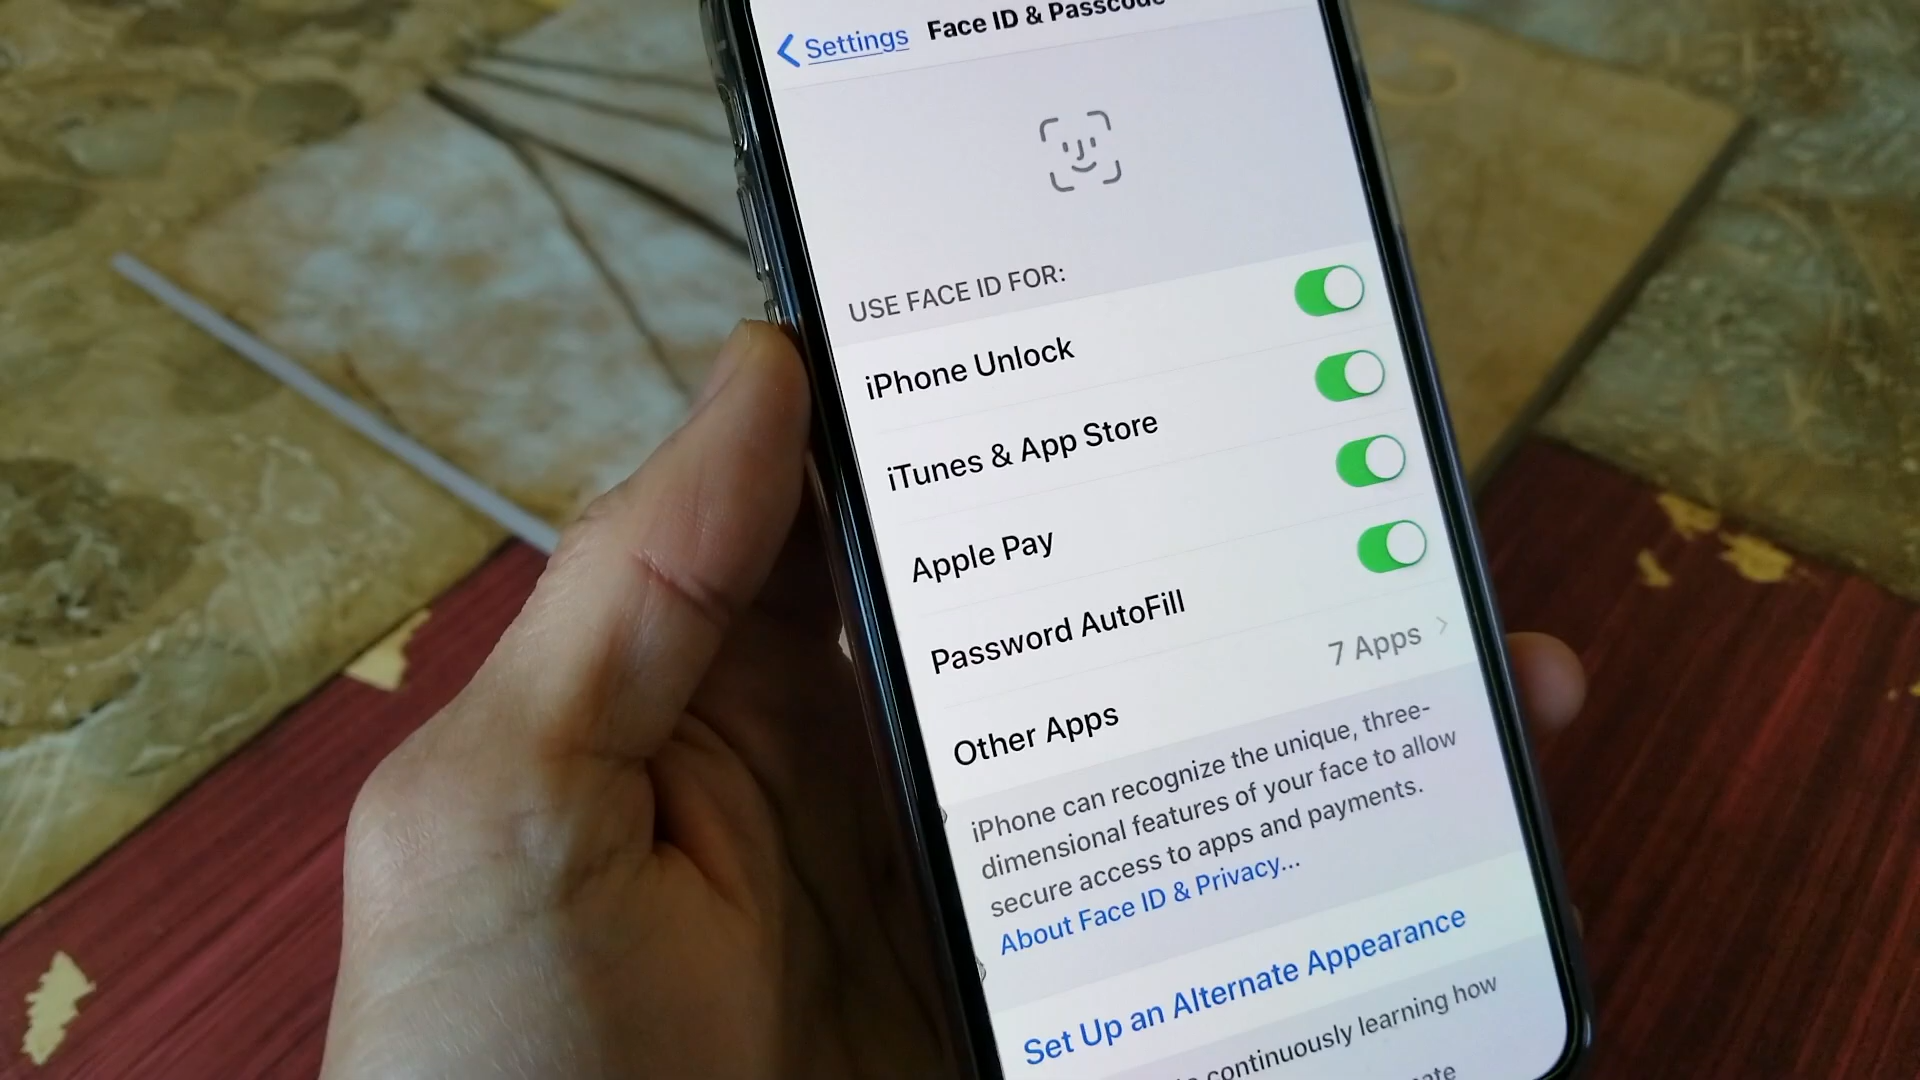 Settings Face ID & Passcode
USE FACE ID FOR:
iPhone Unlock
iTunes & App Store
Apple Pay
Password AutoFill
Other Apps 7 Apps
iPhone can recognize the unique, three-
dimensional features of your face to allow
secure access to apps and payments.
About Face ID & Privacy...
Set Up an Alternate Appearance
continuously learning how